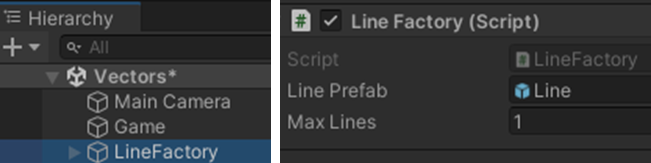 Hierarchy
All
Vectors*
Main Camera
Game
LineFactory
# Line Factory (Script)
Script # LineFactory
Line Prefab Line
Max Lines 1